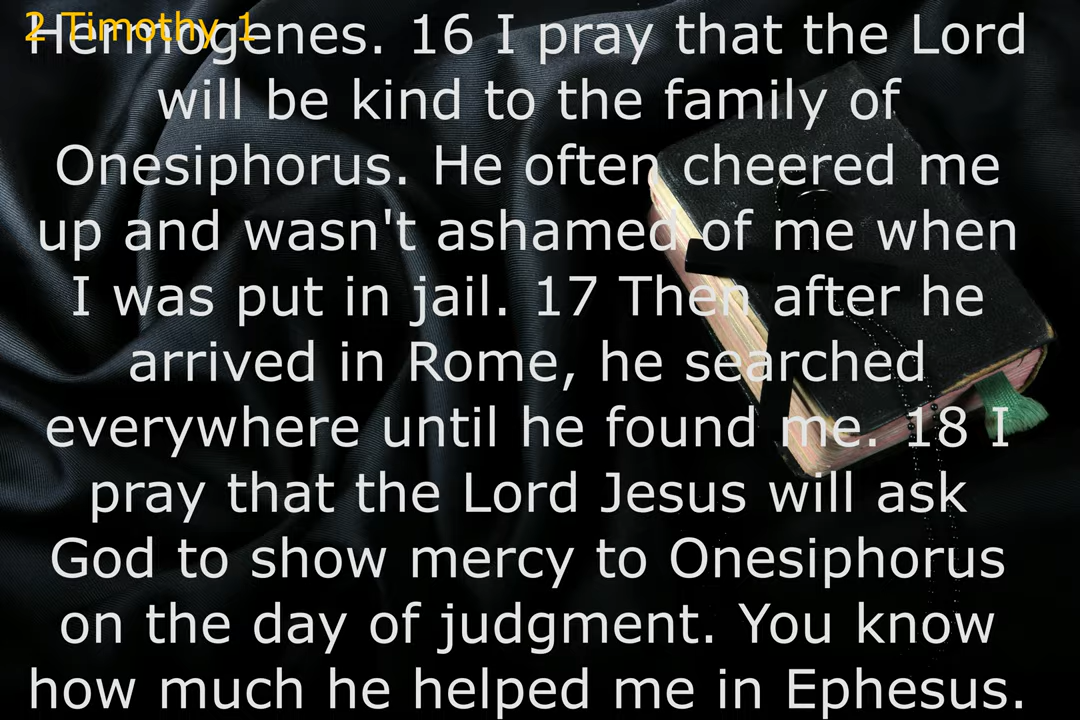 2 Timothy 1
Hermogenes. 16 I pray that the Lord
will be kind to the family of
Onesiphorus. He often cheered me
up and wasn't ashamed of me when
I was put in jail. 17 Then after he
arrived in Rome, he searched
everywhere until he found me. 18 I
pray that the Lord Jesus will ask
God to show mercy to Onesiphorus
on the day of judgment. You know
how much he helped me in Ephesus.